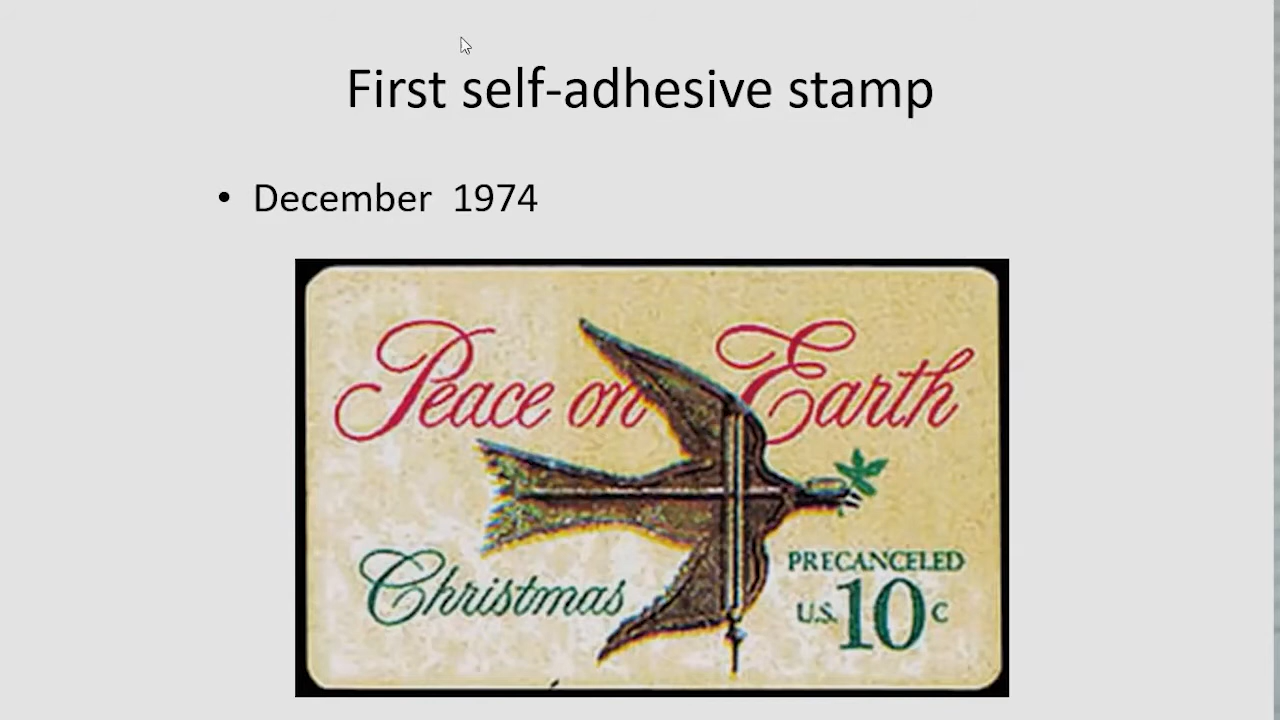 First self-adhesive stamp
• December 1974
Peace on Earth
Christmas
PRECANCELED
U.S. 10c